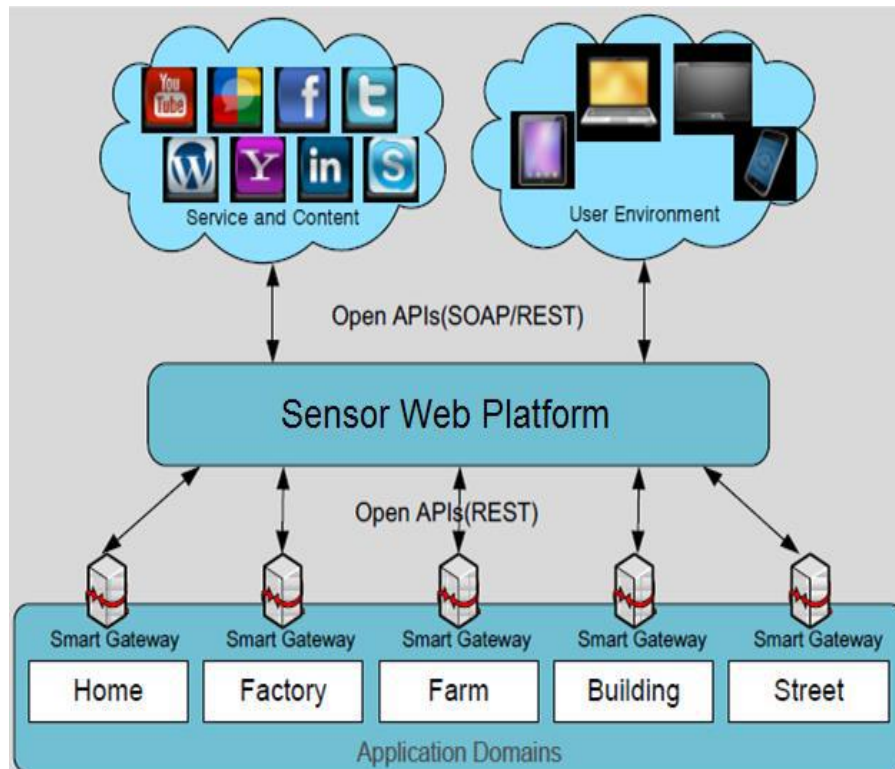 You
Tube
f
t
W
Y
in
S
Service and Content
User Environment
Open APIs(SOAP/REST)
Sensor Web Platform
Open APIs(REST)
Smart Gateway
Smart Gateway
Smart Gateway
Smart Gateway
Smart Gateway
Home
Factory
Farm
Building
Street
Application Domains